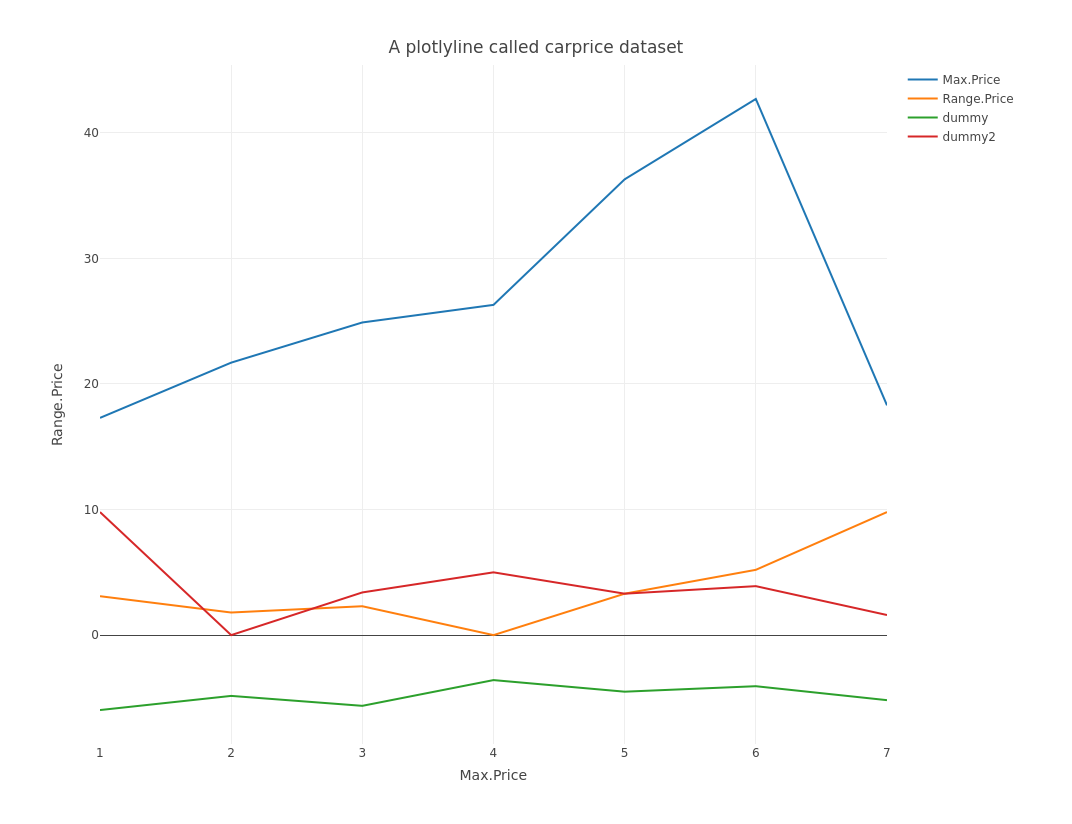 A plotlyline called carprice dataset
Max.Price
Range.Price
dummy
dummy2
Range.Price
40
30
20
10
0
1 2 3 4 5 6 7
Max.Price